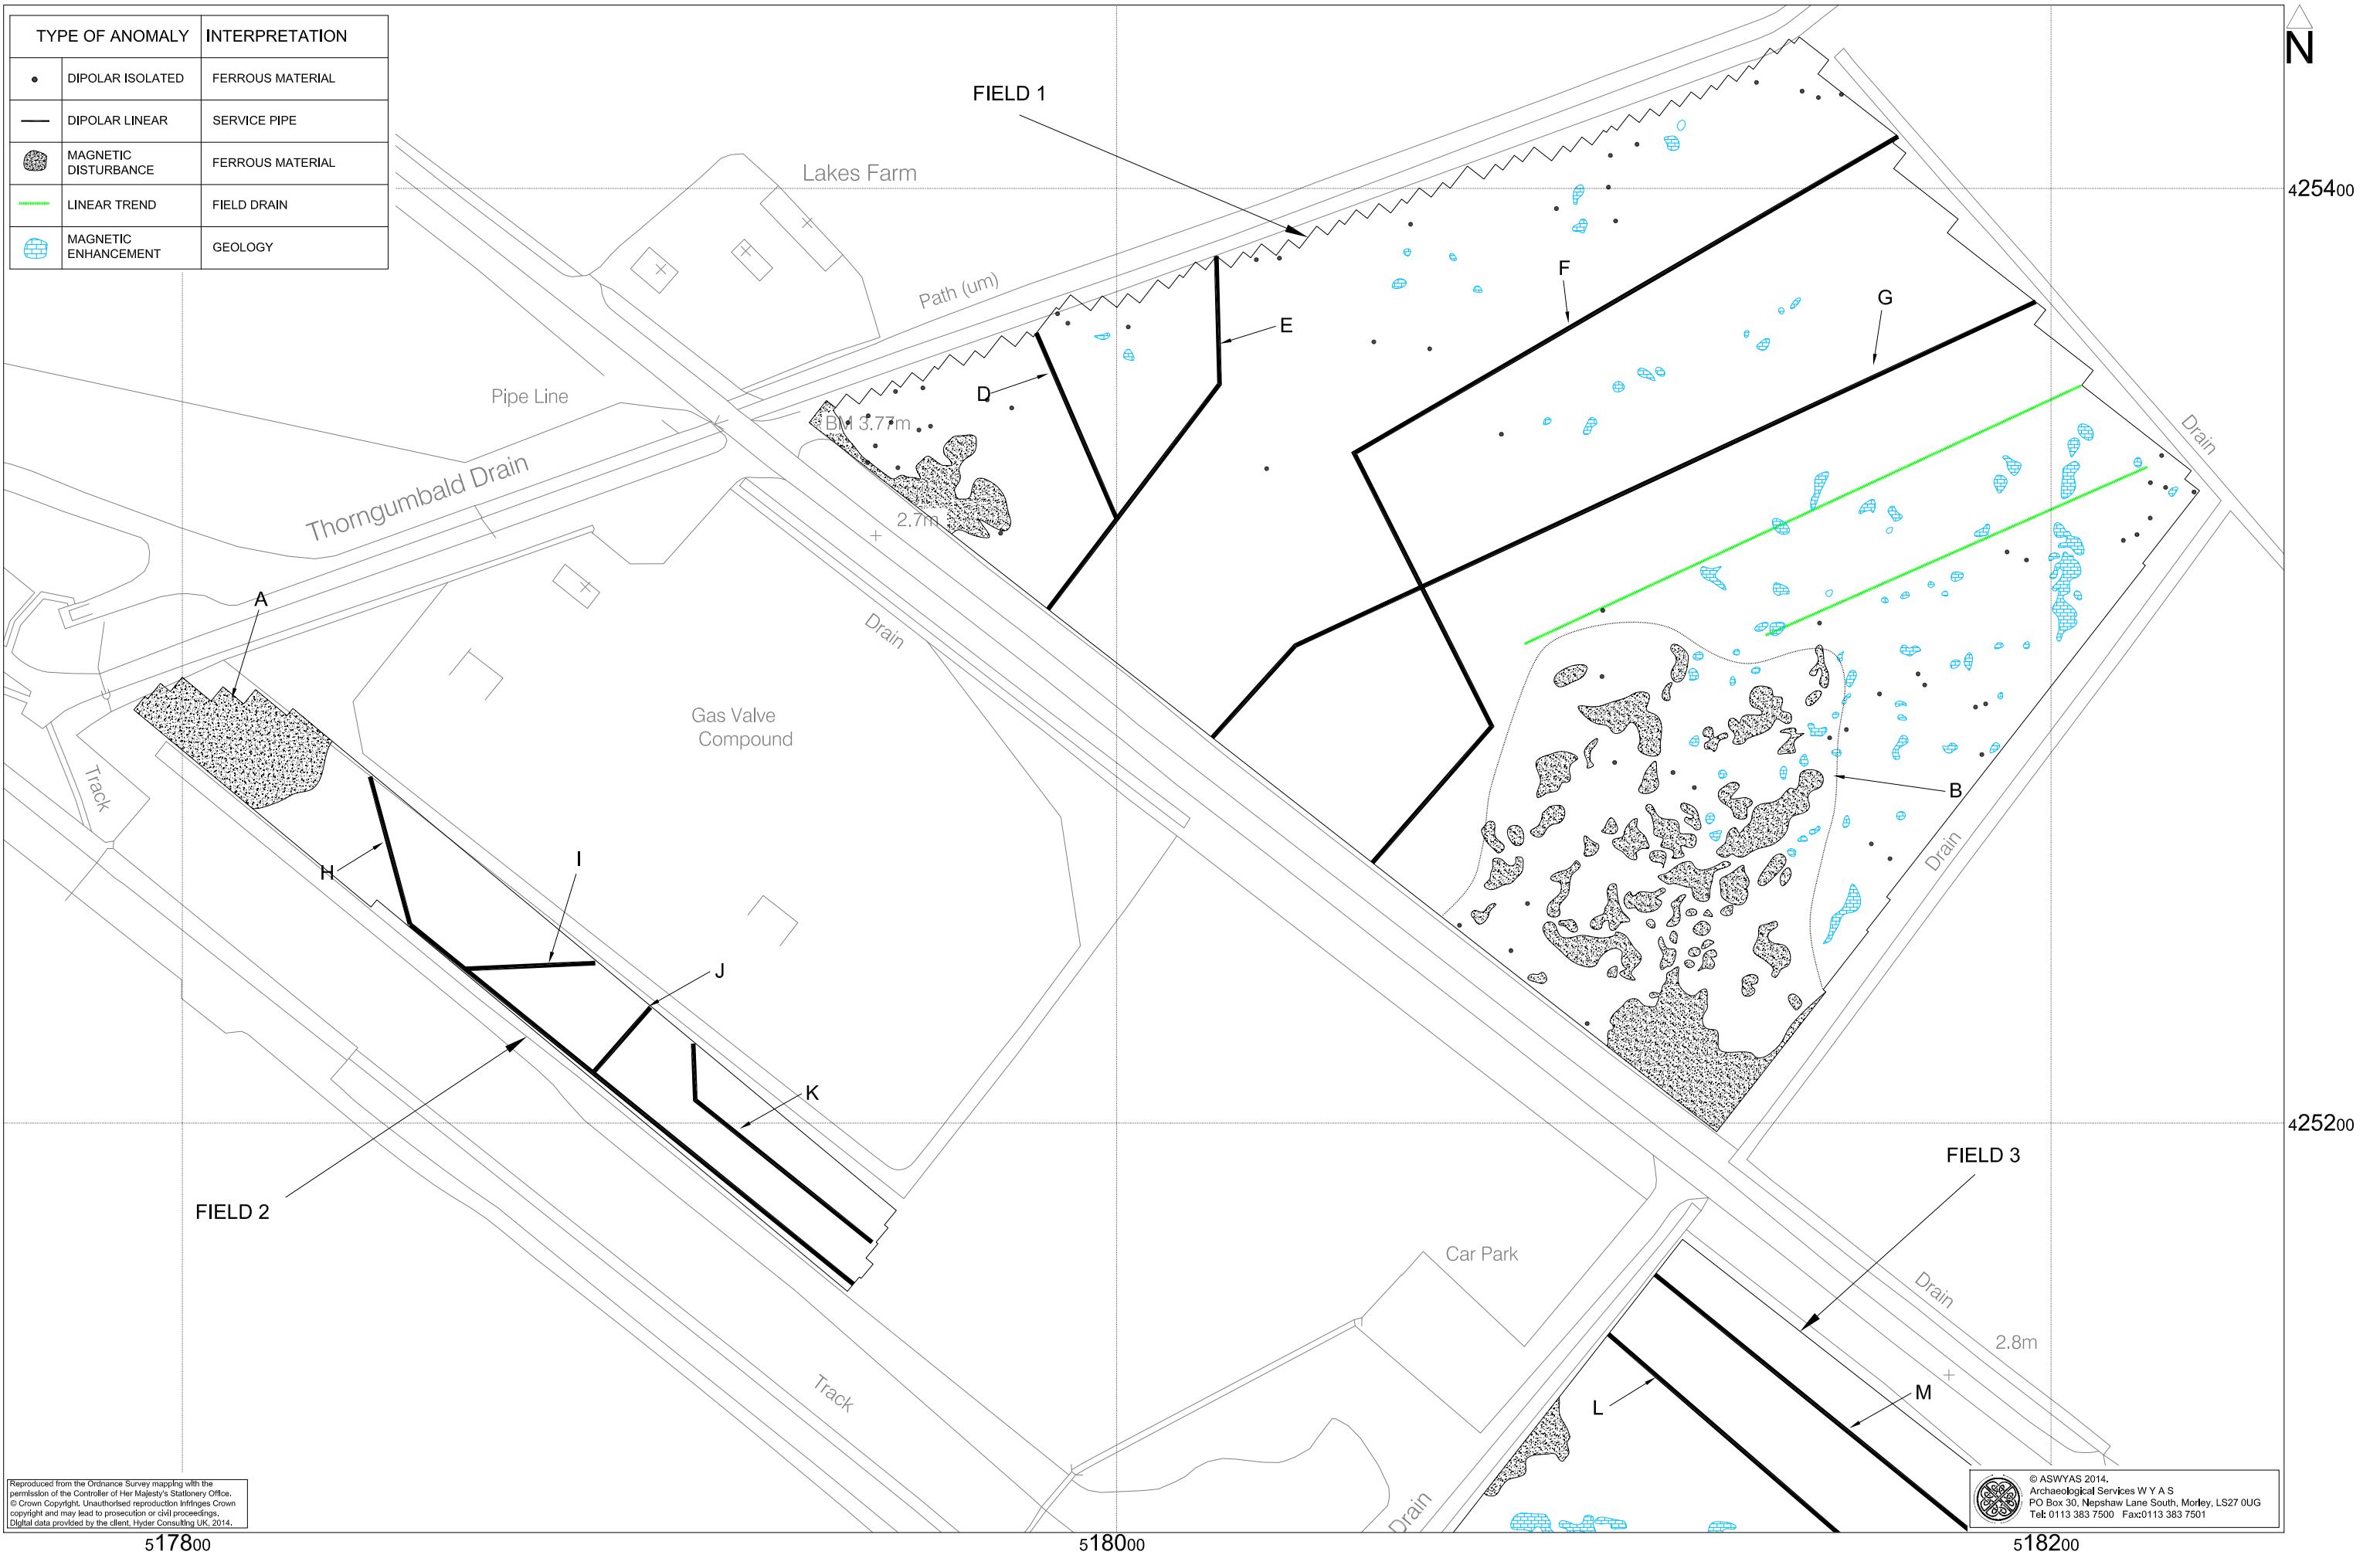 TYPE OF ANOMALY INTERPRETATION
DIPOLAR ISOLATED FERROUS MATERIAL
DIPOLAR LINEAR SERVICE PIPE
MAGNETIC
DISTURBANCE
FERROUS MATERIAL
LINEAR TREND FIELD DRAIN
MAGNETIC
ENHANCEMENT
GEOLOGY
N
FIELD 1
Lakes Farm
425400
Path (um)
F
G
E
D
Pipe Line
BM 3.77m
Drain
Thorngumbald Drain
2.7m
A
Drain
Gas Valve
Compound
Track
B
Drain
H
I
J
K
425200
FIELD 3
FIELD 2
Car Park
Drain
2.8m
Track
L
M
Drain
Reproduced from the Ordnance Survey mapping with the
permission of the Controller of Her Majesty's Stationery Office.
© Crown Copyright. Unauthorised reproduction infringes Crown
copyright and may lead to prosecution or civil proceedings.
Digital data provided by the client, Hyder Consulting UK, 2014.
© ASWYAS 2014.
Archaeological Services W Y A S
PO Box 30, Nepshaw Lane South, Morley, LS27 0UG
Tel: 0113 383 7500 Fax:0113 383 7501
517800
518000
518200